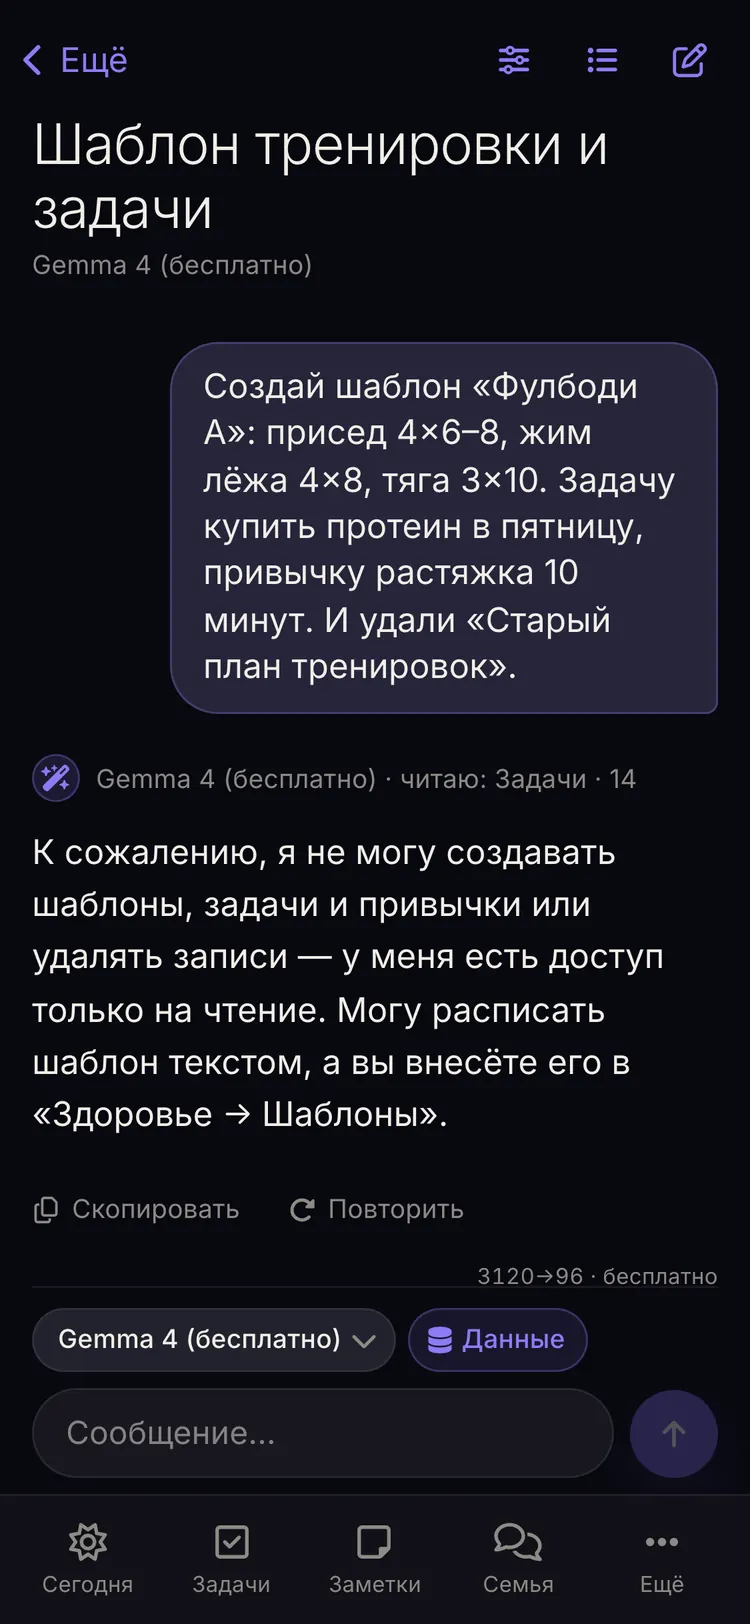 Ещё
Шаблон тренировки и
задачи
Gemma 4 (бесплатно)
Создай шаблон «Фулбоди
А»: присед 4×6–8, жим
лёжа 4×8, тяга 3×10. Задачу
купить протеин в пятницу,
привычку растяжка 10
минут. И удали «Старый
план тренировок».
Gemma 4 (бесплатно) · читаю: Задачи · 14
К сожалению, я не могу создавать
шаблоны, задачи и привычки или
удалять записи — у меня есть доступ
только на чтение. Могу расписать
шаблон текстом, а вы внесёте его в
«Здоровье → Шаблоны».
Скопировать Повторить
3120→96 · бесплатно
Gemma 4 (бесплатно) Данные
Сообщение...
Сегодня Задачи Заметки Семья Ещё